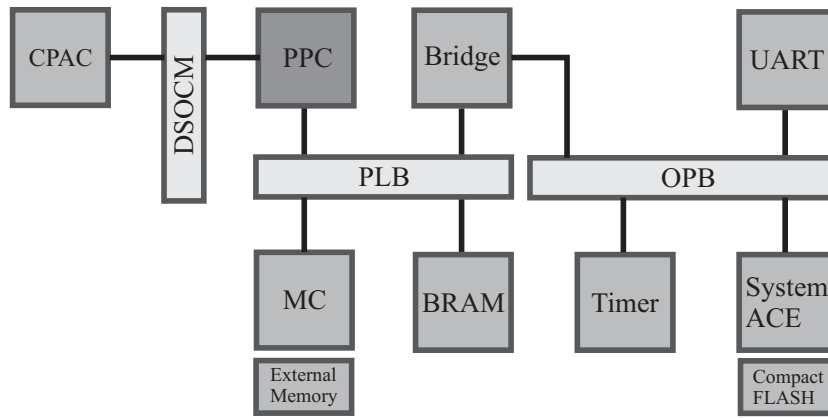 CPAC
DSOCM
PPC
Bridge
UART
PLB
OPB
MC
BRAM
Timer
System
ACE
External
Memory
Compact
FLASH